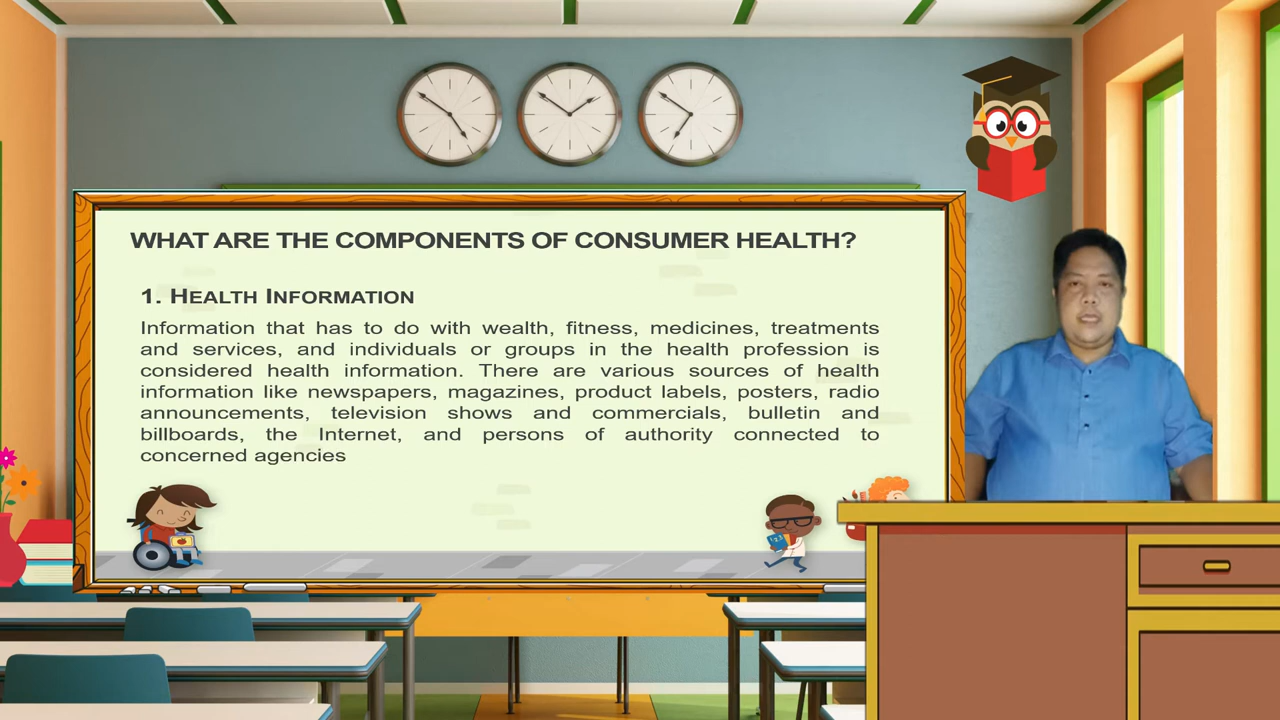 WHAT ARE THE COMPONENTS OF CONSUMER HEALTH?
1. HEALTH INFORMATION
Information that has to do with wealth, fitness, medicines, treatments
and services, and individuals or groups in the health profession is
considered health information. There are various sources of health
information like newspapers, magazines, product labels, posters, radio
announcements, television shows and commercials, bulletin and
billboards, the Internet, and persons of authority connected to
concerned agencies